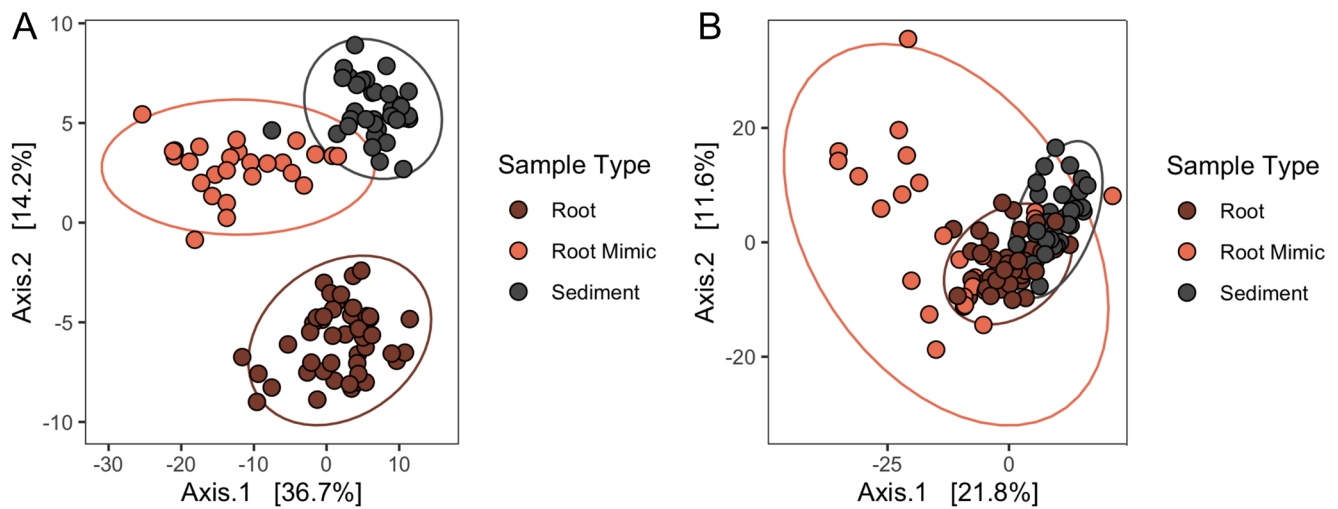 A
10
5
0
-5
-10
Axis.2 [14.2%]
-30 -20 -10 0 10
Axis.1 [36.7%]
Sample Type
Root
Root Mimic
Sediment
B
20
0
-20
Axis.2 [11.6%]
-25 0
Axis.1 [21.8%]
Sample Type
Root
Root Mimic
Sediment